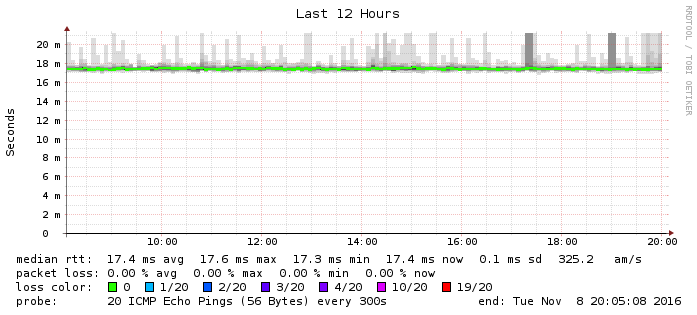 Last 12 Hours
RRDTOOL / TOBI OETIKER
Seconds
20 m
18 m
16 m
14 m
12 m
10 m
8 m
6 m
4 m
2 m
0
10:00 12:00 14:00 16:00 18:00 20:00
median rtt: 17.4 ms avg 17.6 ms max 17.3 ms min 17.4 ms now 0.1 ms sd 325.2 am/s
packet loss: 0.00 % avg 0.00 % max 0.00 % min 0.00 % now
loss color: 0 1/20 2/20 3/20 4/20 10/20 19/20
probe: 20 ICMP Echo Pings (56 Bytes) every 300s end: Tue Nov 8 20:05:08 2016